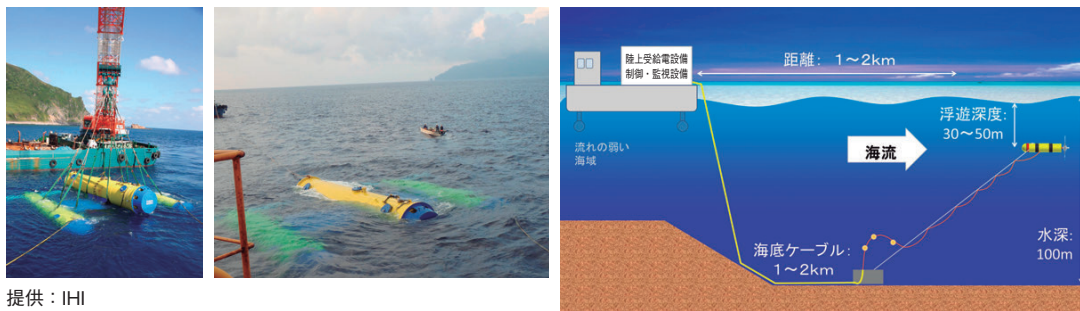 提供：IHI
陸上受給電設備
制御・監視設備
距離： 1～2km
浮遊深度：
30～50m
流れの弱い
海域
海流
海底ケーブル：
1～2km
水深：
100m